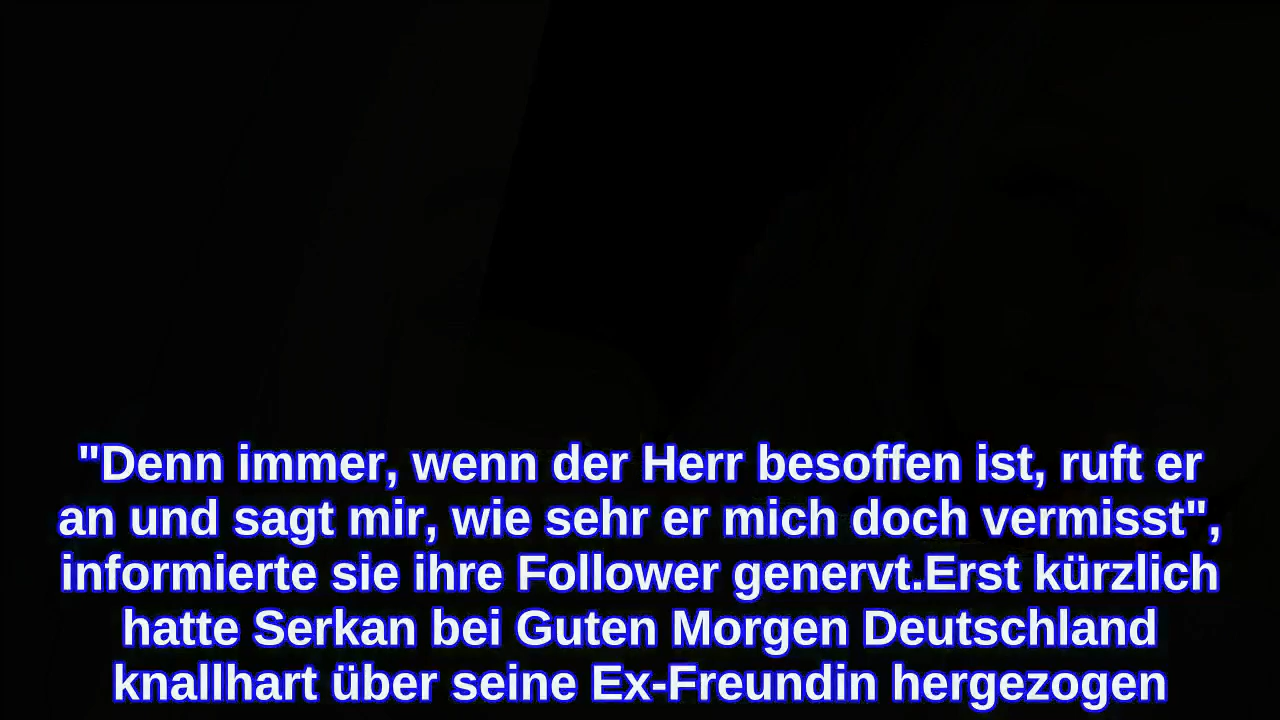 "Denn immer, wenn der Herr besoffen ist, ruft er
an und sagt mir, wie sehr er mich doch vermisst",
informierte sie ihre Follower genervt.Erst kürzlich
hatte Serkan bei Guten Morgen Deutschland
knallhart über seine Ex-Freundin hergezogen